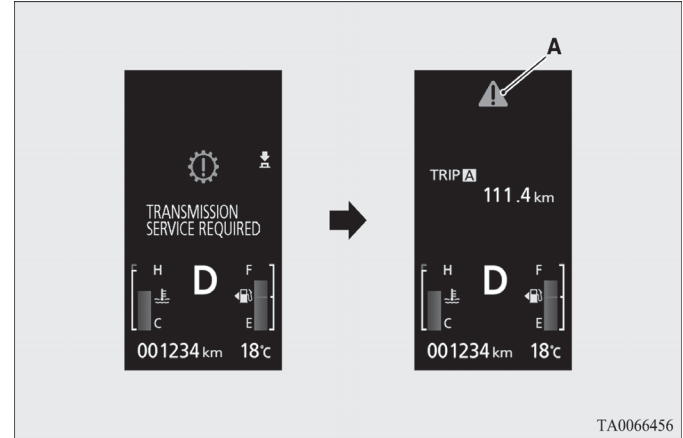 A
TRANSMISSION
SERVICE REQUIRED
H
D
F
C
E
001234 km 18°C
TRIP A
111.4 km
H
D
F
C
E
001234 km 18°C
TA0066456